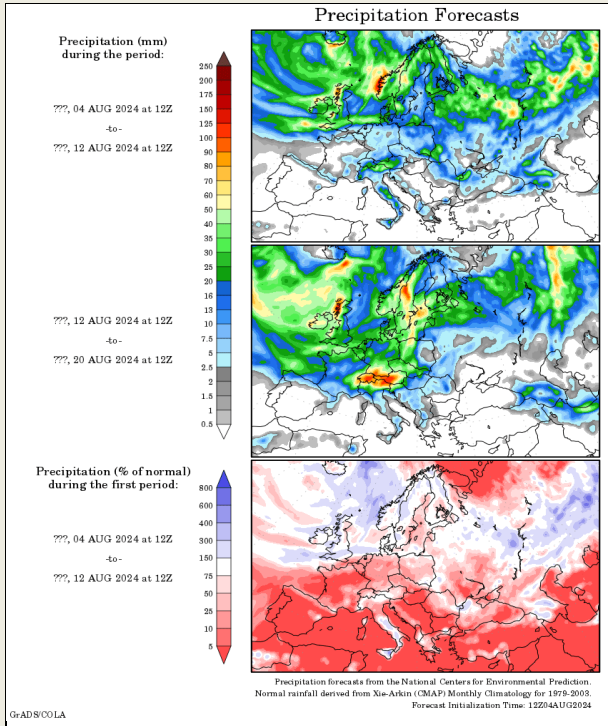 Precipitation Forecasts
Precipitation (mm)
during the period:
???, 04 AUG 2024 at 12Z
-to-
???, 12 AUG 2024 at 12Z
250
200
175
150
125
100
90
80
70
60
50
40
35
30
25
20
16
13
10
7.5
5
2.5
2
1.5
1
0.5
???, 12 AUG 2024 at 12Z
-to-
???, 20 AUG 2024 at 12Z
Precipitation (% of normal)
during the first period:
???, 04 AUG 2024 at 12Z
-to-
???, 12 AUG 2024 at 12Z
800
600
400
300
150
75
50
25
10
5
Precipitation forecasts from the National Centers for Environmental Prediction.
Normal rainfall derived from Xie-Arkin (CMAP) Monthly Climatology for 1979-2003.
Forecast Initialization Time: 12Z04AUG2024
GrADS/COLA